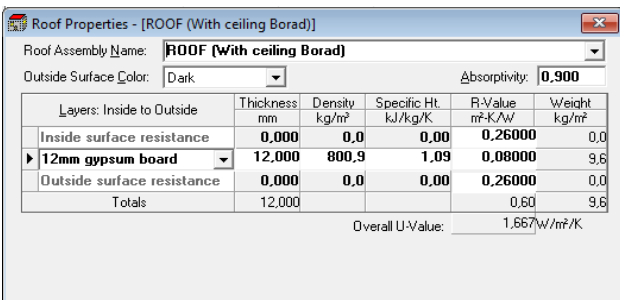 Roof Properties - [ROOF (With ceiling Borad)]
Roof Assembly Name: ROOF (With ceiling Borad)
Outside Surface Color: Dark Absorptivity: 0,900
Layers: Inside to Outside Thickness mm Density kg/m³ Specific Ht. kJ/kg/K R-Value m²-K/W Weight kg/m²
Inside surface resistance 0,000 0,0 0,00 0,26000 0,0
12mm gypsum board 12,000 800,9 1,09 0,08000 9,6
Outside surface resistance 0,000 0,0 0,00 0,26000 0,0
Totals 12,000 0,60 9,6
Overall U-Value: 1,667 W/m²/K